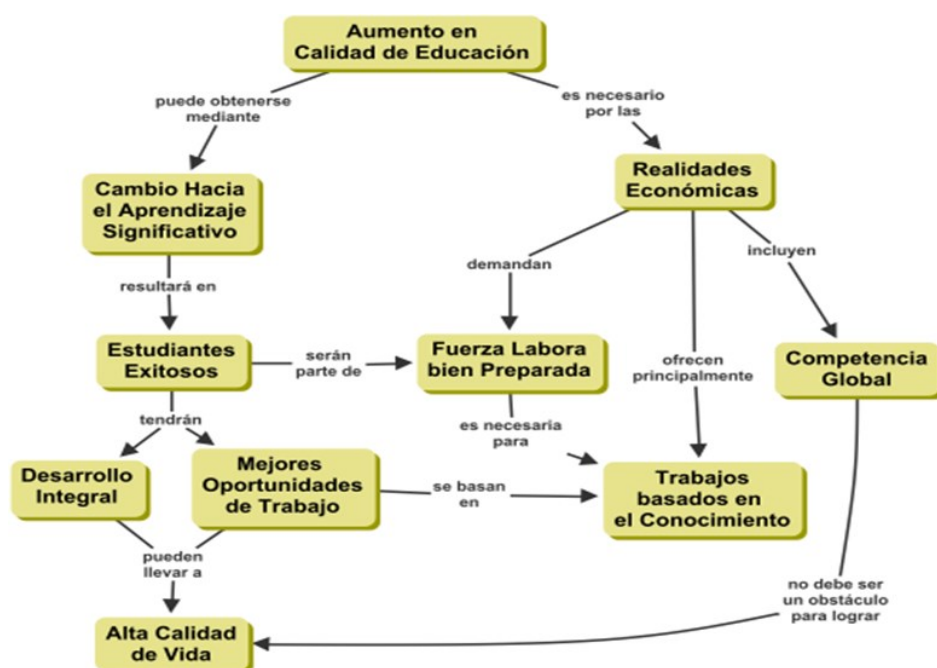 Aumento en
Calidad de Educación
puede obtenerse
mediante
es necesario
por las
Cambio Hacia
el Aprendizaje
Significativo
Realidades
Económicas
resultará en
demandan
incluyen
Estudiantes
Exitosos
serán
parte de
Fuerza Labora
bien Preparada
ofrecen
principalmente
Competencia
Global
tendrán
es necesaria
para
Desarrollo
Integral
Mejores
Oportunidades
de Trabajo
se basan
en
Trabajos
basados en
el Conocimiento
pueden
llevar a
no debe ser
un obstáculo
para lograr
Alta Calidad
de Vida